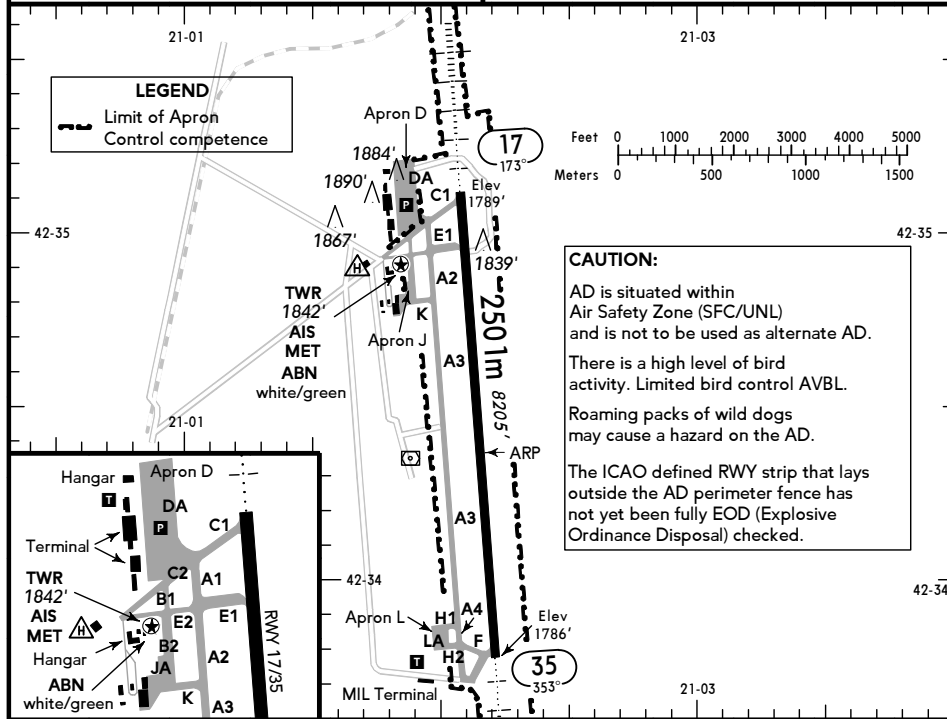 21-01
21-03
LEGEND
Limit of Apron
Control competence
Apron D
17
173°
Feet 0 1000 2000 3000 4000 5000
Meters 0 500 1000 1500
1884'
1890'
1867'
DA
P
C1
Elev
1789'
42-35
42-35
E1
1839'
H
A2
TWR
1842'
AIS
MET
ABN
white/green
K
Apron J
A3
2501m
8205'
CAUTION:
AD is situated within
Air Safety Zone (SFC/UNL)
and is not to be used as alternate AD.
There is a high level of bird
activity. Limited bird control AVBL.
Roaming packs of wild dogs
may cause a hazard on the AD.
The ICAO defined RWY strip that lays
outside the AD perimeter fence has
not yet been fully EOD (Explosive
Ordinance Disposal) checked.
21-01
ARP
A3
42-34
42-34
Apron L
H1
A4
LA
F
H2
T
MIL Terminal
Elev
1786'
35
353°
21-03
Hangar
Apron D
T
DA
P
C1
Terminal
C2
A1
B1
TWR
1842'
E1
AIS
E2
MET
H
B2
A2
Hangar
JA
ABN
white/green
K
A3
RWY 17/35